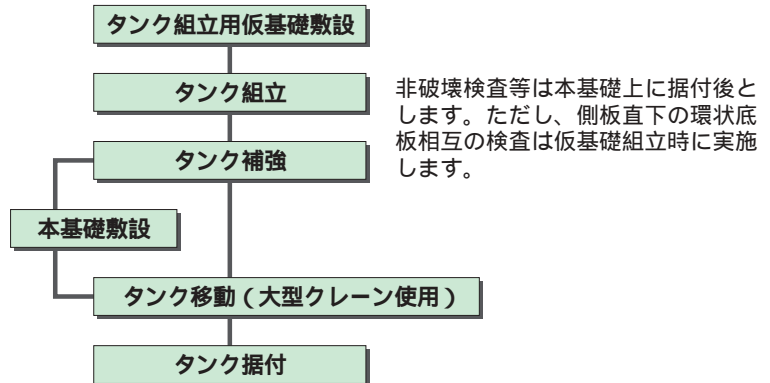 タンク組立用仮基礎敷設
タンク組立
非破壊検査等は本基礎上に据付後と
します。ただし、側板直下の環状底
板相互の検査は仮基礎組立時に実施
します。
タンク補強
本基礎敷設
タンク移動（大型クレーン使用）
タンク据付